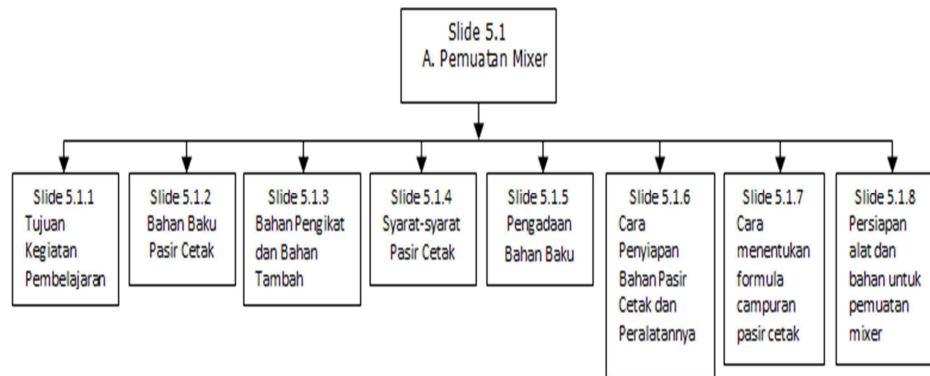 Slide 5.1
A. Pemuatan Mixer
Slide 5.1.1
Tujuan
Kegiatan
Pembelajaran
Slide 5.1.2
Bahan Baku
Pasir Cetak
Slide 5.1.3
Bahan Pengikat
dan Bahan
Tambah
Slide 5.1.4
Syarat-syarat
Pasir Cetak
Slide 5.1.5
Pengadaan
Bahan Baku
Slide 5.1.6
Cara
Penyiapan
Bahan Pasir
Cetak dan
Peralatannya
Slide 5.1.7
Cara
menentukan
formula
campuran
pasir cetak
Slide 5.1.8
Persiapan
alat dan
bahan untuk
pemuatan
mixer